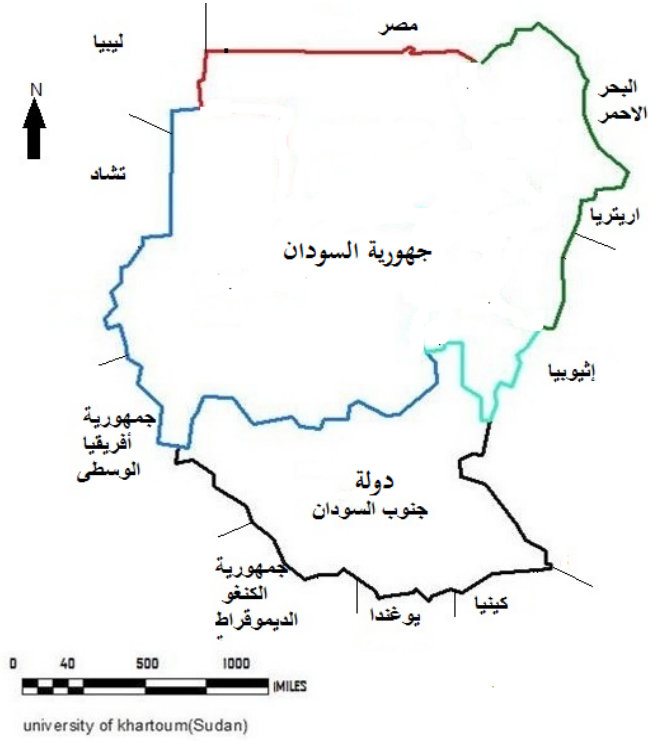 مصر
ليبيا
البحر
الاحمر
N
تشاد
اريتريا
جهورية السودان
إثيوبيا
جمهورية
أفريقيا
الوسطى
دولة
جنوب السودان
جمهورية
الكنغو
الديموقراط
ي
يوغندا
كينيا
0 40 500 1000
MILES
university of khartoum(Sudan)